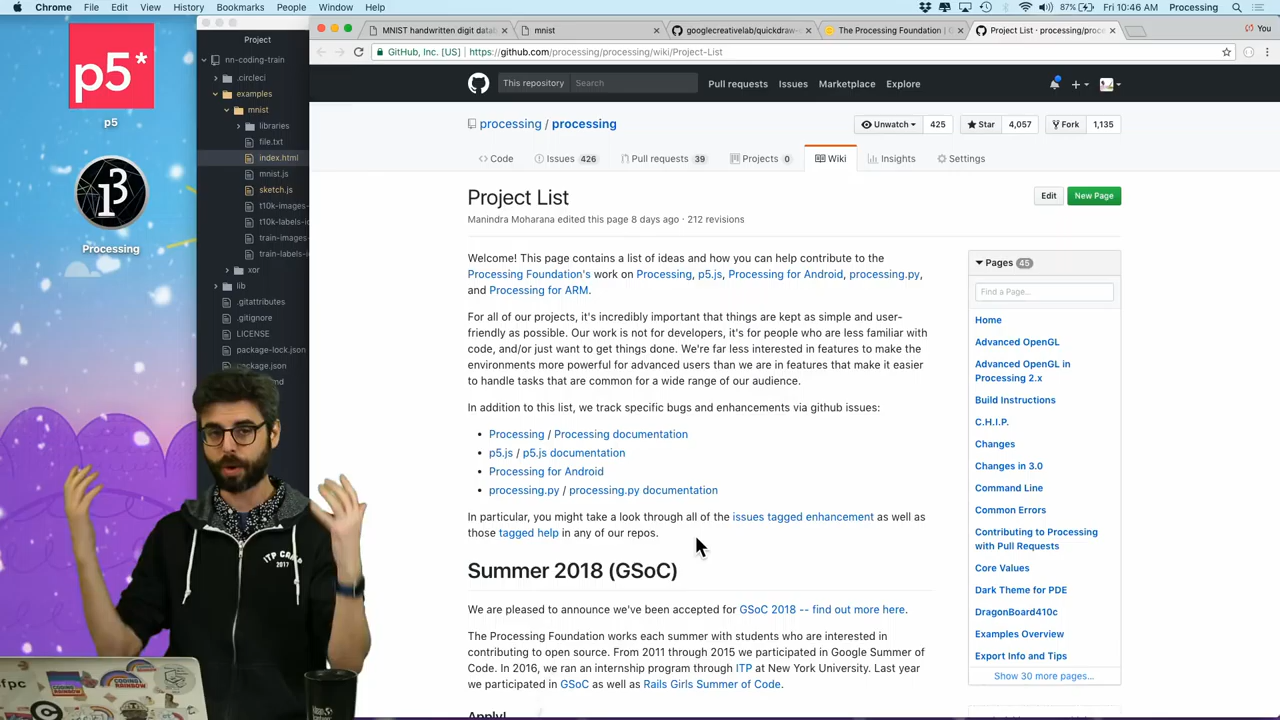 Chrome File Edit View History Bookmarks People Window Help 87% Fri 10:46 AM Processing
p5*
p5
Processing
Project
nn-coding-train
.circleci
examples
mnist
libraries
file.txt
index.html
mnist.js
sketch.js
t10k-images-
t10k-labels-i
train-images-
train-labels-i
xor
lib
.gitattributes
.gitignore
LICENSE
package-lock.json
package.json
MNIST handwritten digit datab
mnist
googlecreativelab/quickdraw-
The Processing Foundation |
Project List · processing/proce
You
GitHub, Inc. [US] | https://github.com/processing/processing/wiki/Project-List
This repository Search Pull requests Issues Marketplace Explore
processing / processing
Unwatch 425 Star 4,057 Fork 1,135
Code Issues 426 Pull requests 39 Projects 0 Wiki Insights Settings
Project List
Edit New Page
Manindra Moharana edited this page 8 days ago · 212 revisions
Welcome! This page contains a list of ideas and how you can help contribute to the
Processing Foundation's work on Processing, p5.js, Processing for Android, processing.py,
and Processing for ARM.
For all of our projects, it's incredibly important that things are kept as simple and user-
friendly as possible. Our work is not for developers, it's for people who are less familiar with
code, and/or just want to get things done. We're far less interested in features to make the
environments more powerful for advanced users than we are in features that make it easier
to handle tasks that are common for a wide range of our audience.
In addition to this list, we track specific bugs and enhancements via github issues:
Processing / Processing documentation
p5.js / p5.js documentation
Processing for Android
processing.py / processing.py documentation
In particular, you might take a look through all of the issues tagged enhancement as well as
those tagged help in any of our repos.
Summer 2018 (GSoC)
We are pleased to announce we've been accepted for GSoC 2018 -- find out more here.
The Processing Foundation works each summer with students who are interested in
contributing to open source. From 2011 through 2015 we participated in Google Summer of
Code. In 2016, we ran an internship program through ITP at New York University. Last year
we participated in GSoC as well as Rails Girls Summer of Code.
Apply!
Pages 45
Find a Page…
Home
Advanced OpenGL
Advanced OpenGL in
Processing 2.x
Build Instructions
C.H.I.P.
Changes
Changes in 3.0
Command Line
Common Errors
Contributing to Processing
with Pull Requests
Core Values
Dark Theme for PDE
DragonBoard410c
Examples Overview
Export Info and Tips
Show 30 more pages…
ITP CAMP
2017